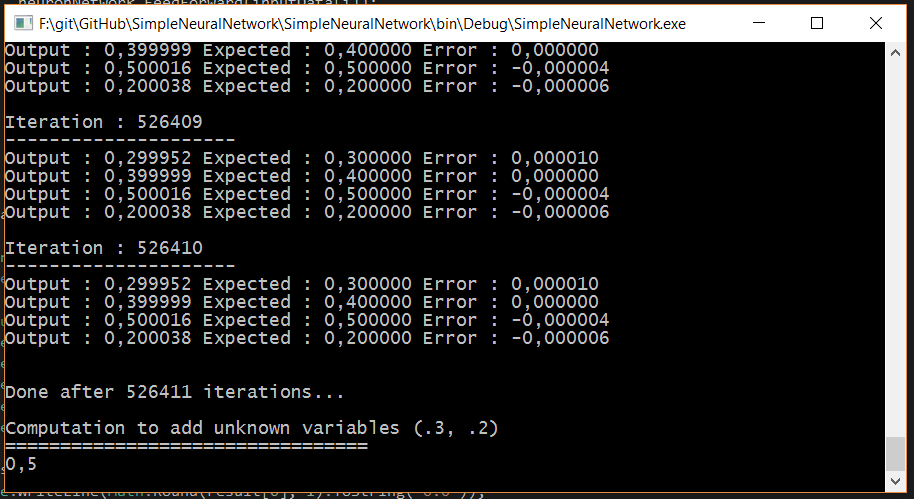 neuronNetwork.FeedForward(inputData[i]);
F:\git\GitHub\SimpleNeuralNetwork\SimpleNeuralNetwork\bin\Debug\SimpleNeuralNetwork.exe
Output : 0,399999 Expected : 0,400000 Error : 0,000000
Output : 0,500016 Expected : 0,500000 Error : -0,000004
Output : 0,200038 Expected : 0,200000 Error : -0,000006
Iteration : 526409
---------------------
Output : 0,299952 Expected : 0,300000 Error : 0,000010
Output : 0,399999 Expected : 0,400000 Error : 0,000000
Output : 0,500016 Expected : 0,500000 Error : -0,000004
Output : 0,200038 Expected : 0,200000 Error : -0,000006
Iteration : 526410
---------------------
Output : 0,299952 Expected : 0,300000 Error : 0,000010
Output : 0,399999 Expected : 0,400000 Error : 0,000000
Output : 0,500016 Expected : 0,500000 Error : -0,000004
Output : 0,200038 Expected : 0,200000 Error : -0,000006
Done after 526411 iterations...
Computation to add unknown variables (.3, .2)
=================================
0,5